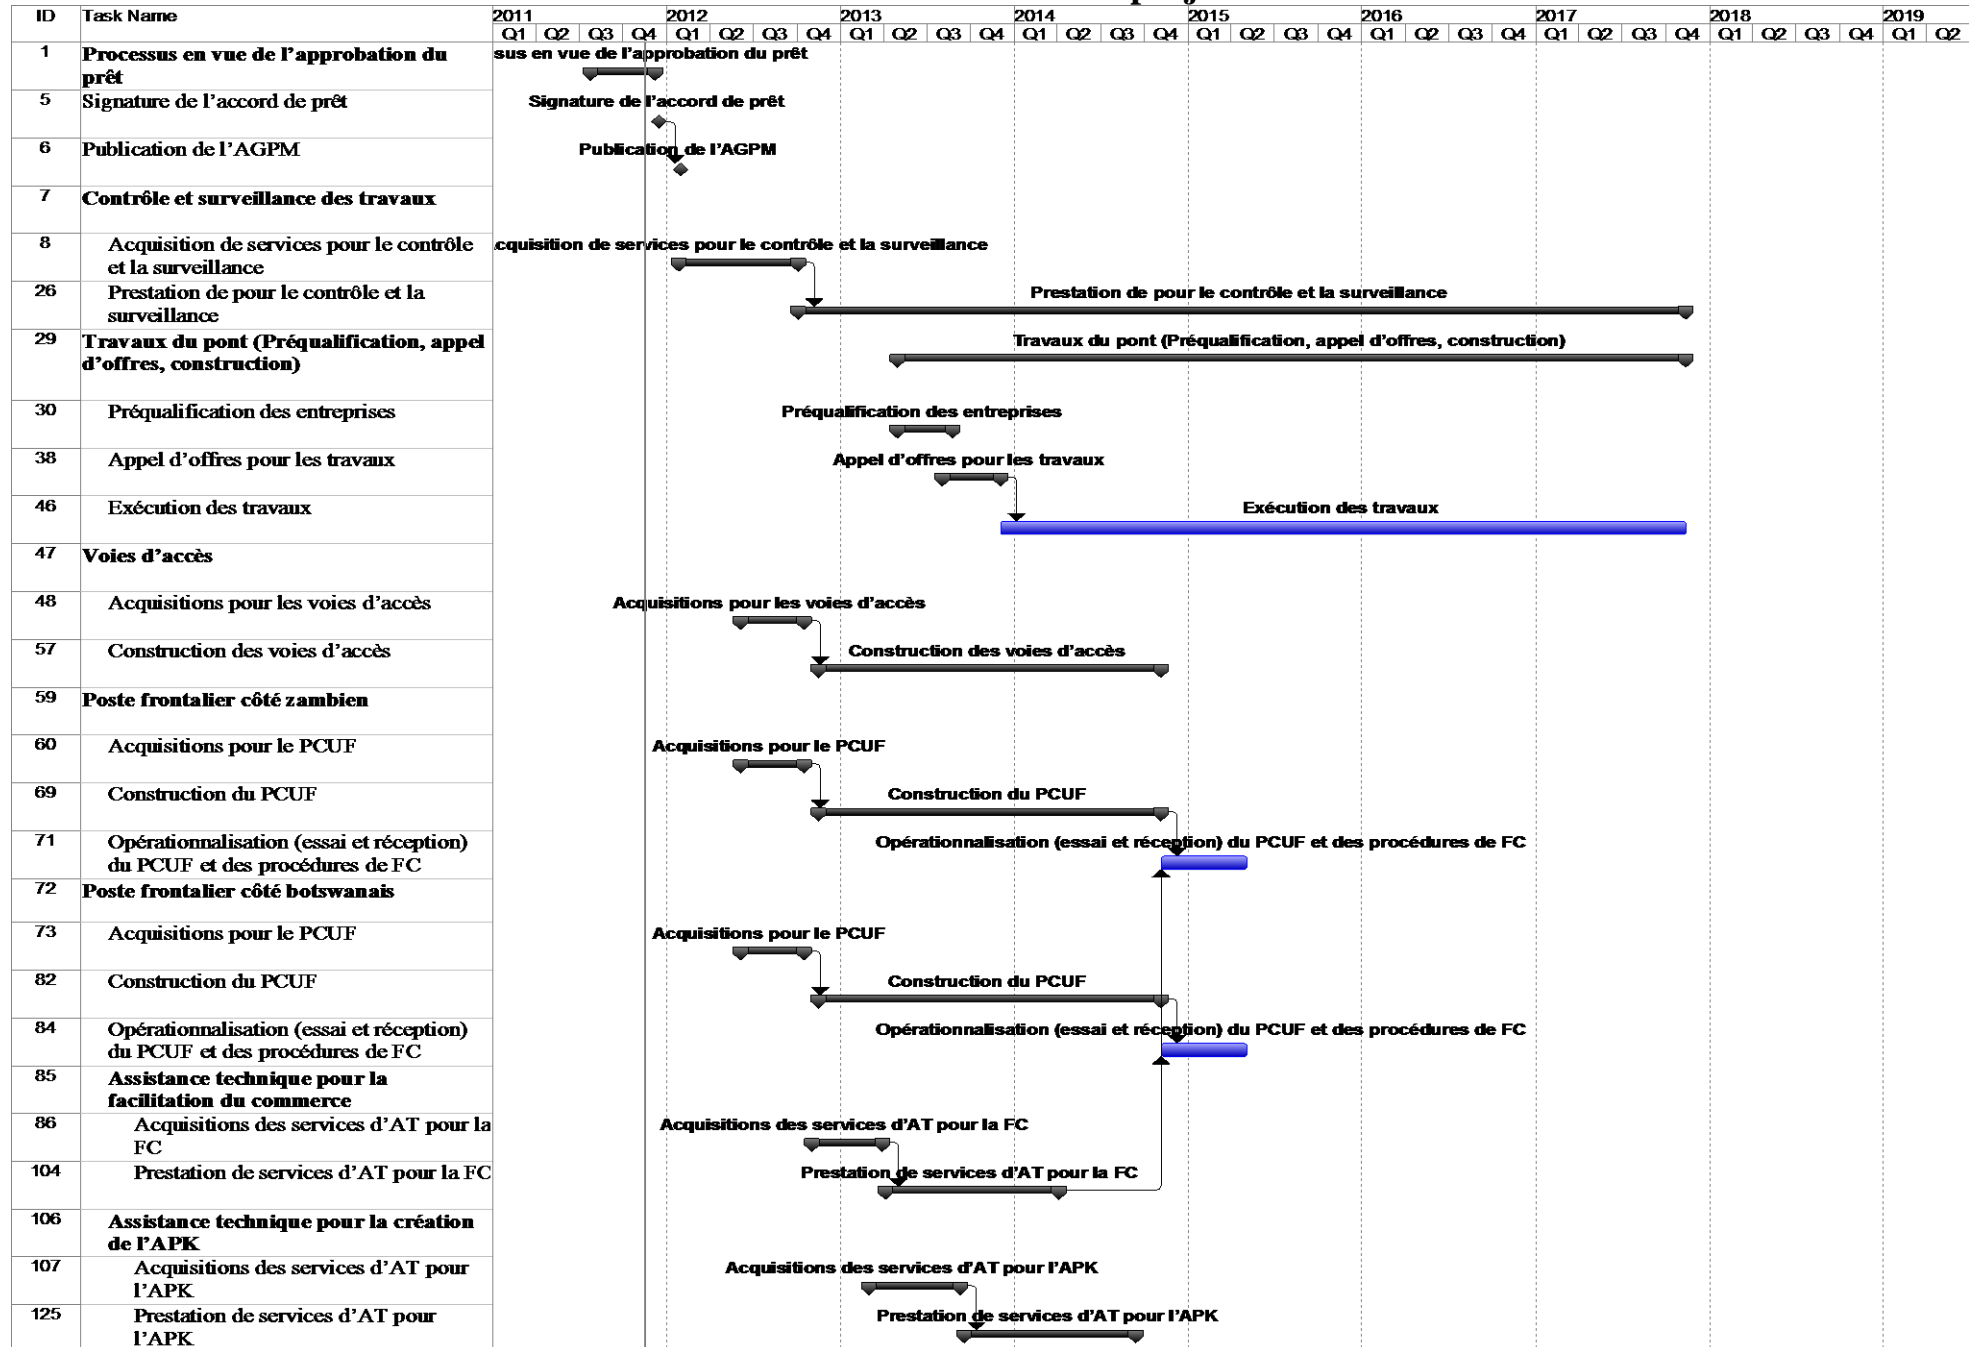 ID Task Name 2011 2012 2013 2014 2015 2016 2017 2018 2019
Q1 Q2 Q3 Q4 Q1 Q2 Q3 Q4 Q1 Q2 Q3 Q4 Q1 Q2 Q3 Q4 Q1 Q2 Q3 Q4 Q1 Q2 Q3 Q4 Q1 Q2 Q3 Q4 Q1 Q2 Q3 Q4 Q1 Q2
1 Processus en vue de l'approbation du
prêt
sus en vue de l'approbation du prêt
5 Signature de l'accord de prêt
Signature de l'accord de prêt
6 Publication de l'AGPM
Publication de l'AGPM
7 Contrôle et surveillance des travaux
8 Acquisition de services pour le contrôle
et la surveillance
cquisition de services pour le contrôle et la surveillance
26 Prestation de pour le contrôle et la
surveillance
Prestation de pour le contrôle et la surveillance
29 Travaux du pont (Préqualification, appel
d'offres, construction)
Travaux du pont (Préqualification, appel d'offres, construction)
30 Préqualification des entreprises
Préqualification des entreprises
38 Appel d'offres pour les travaux
Appel d'offres pour les travaux
46 Exécution des travaux
Exécution des travaux
47 Voies d'accès
48 Acquisitions pour les voies d'accès
Acquisitions pour les voies d'accès
57 Construction des voies d'accès
Construction des voies d'accès
59 Poste frontalier côté zambien
60 Acquisitions pour le PCUF
Acquisitions pour le PCUF
69 Construction du PCUF
Construction du PCUF
71 Opérationnalisation (essai et réception)
du PCUF et des procédures de FC
Opérationnalisation (essai et réception) du PCUF et des procédures de FC
72 Poste frontalier côté botswanais
73 Acquisitions pour le PCUF
Acquisitions pour le PCUF
82 Construction du PCUF
Construction du PCUF
84 Opérationnalisation (essai et réception)
du PCUF et des procédures de FC
Opérationnalisation (essai et réception) du PCUF et des procédures de FC
85 Assistance technique pour la
facilitation du commerce
86 Acquisitions des services d'AT pour la
FC
Acquisitions des services d'AT pour la FC
104 Prestation de services d'AT pour la FC
Prestation de services d'AT pour la FC
106 Assistance technique pour la création
de l'APK
107 Acquisitions des services d'AT pour
l'APK
Acquisitions des services d'AT pour l'APK
125 Prestation de services d'AT pour
l'APK
Prestation de services d'AT pour l'APK